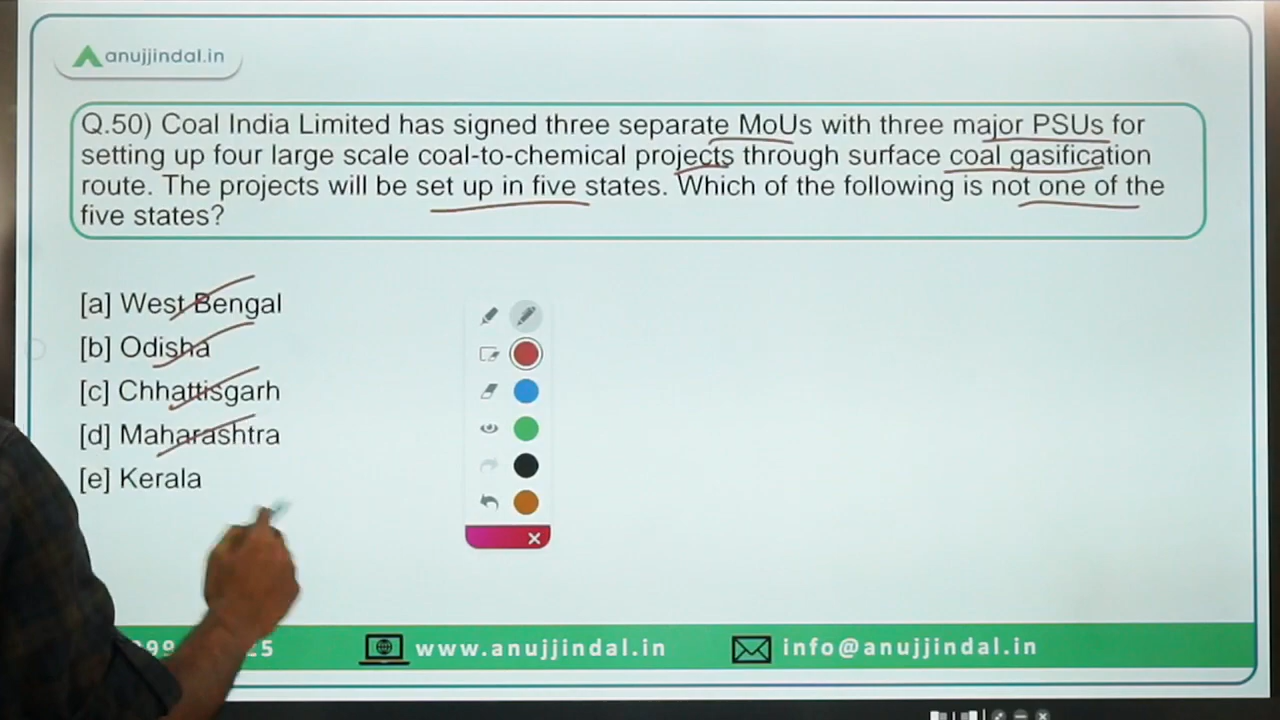 anujjindal.in
Q.50) Coal India Limited has signed three separate MoUs with three major PSUs for
setting up four large scale coal-to-chemical projects through surface coal gasification
route. The projects will be set up in five states. Which of the following is not one of the
five states?
[a] West Bengal
[b] Odisha
[c] Chhattisgarh
[d] Maharashtra
[e] Kerala
www.anujjindal.in
info@anujjindal.in